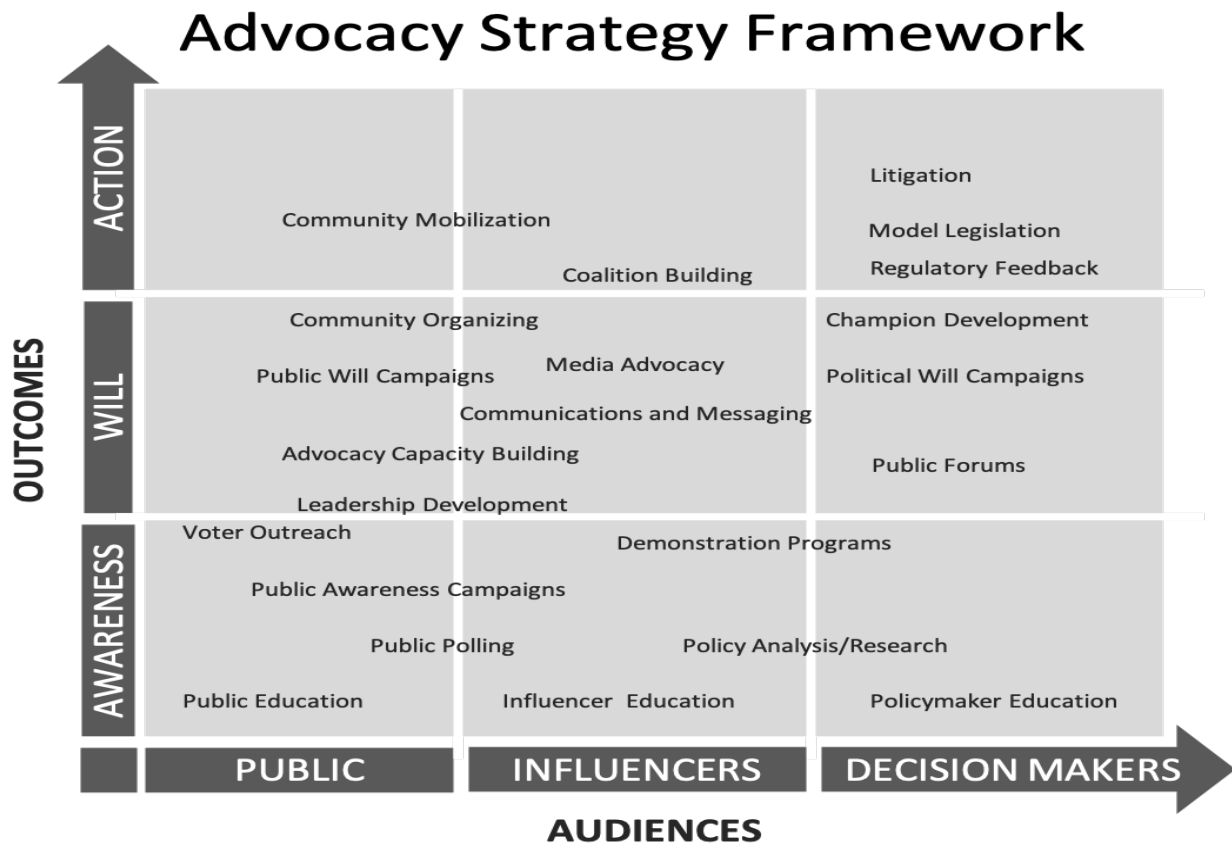 Advocacy Strategy Framework
OUTCOMES
ACTION
Litigation
Community Mobilization
Model Legislation
Regulatory Feedback
Coalition Building
WILL
Community Organizing
Champion Development
Media Advocacy
Public Will Campaigns
Political Will Campaigns
Communications and Messaging
Advocacy Capacity Building
Public Forums
Leadership Development
AWARENESS
Voter Outreach
Demonstration Programs
Public Awareness Campaigns
Public Polling
Policy Analysis/Research
Public Education
Influencer Education
Policymaker Education
PUBLIC
INFLUENCERS
DECISION MAKERS
AUDIENCES